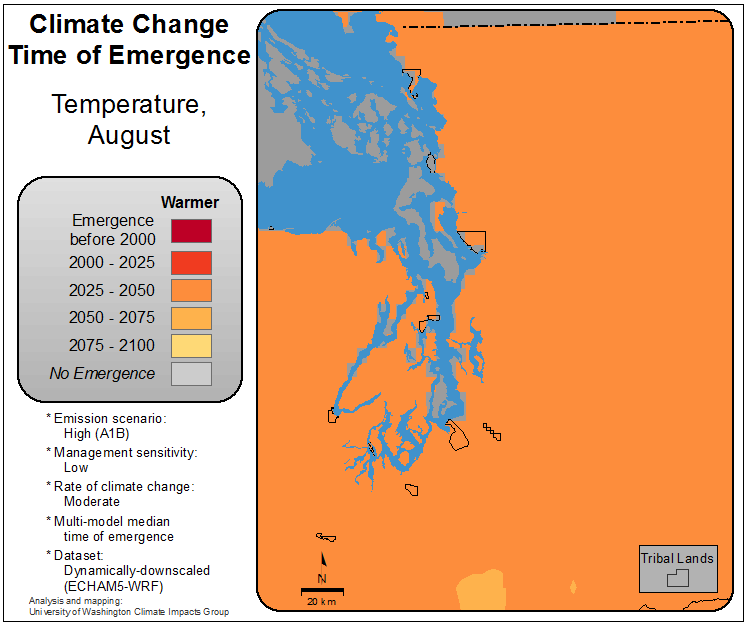 Climate Change
Time of Emergence
Temperature,
August
Warmer
Emergence
before 2000
2000 - 2025
2025 - 2050
2050 - 2075
2075 - 2100
No Emergence
* Emission scenario:
High (A1B)
* Management sensitivity:
Low
* Rate of climate change:
Moderate
* Multi-model median
time of emergence
* Dataset:
Dynamically-downscaled
(ECHAM5-WRF)
Analysis and mapping:
University of Washington Climate Impacts Group
N
20 km
Tribal Lands